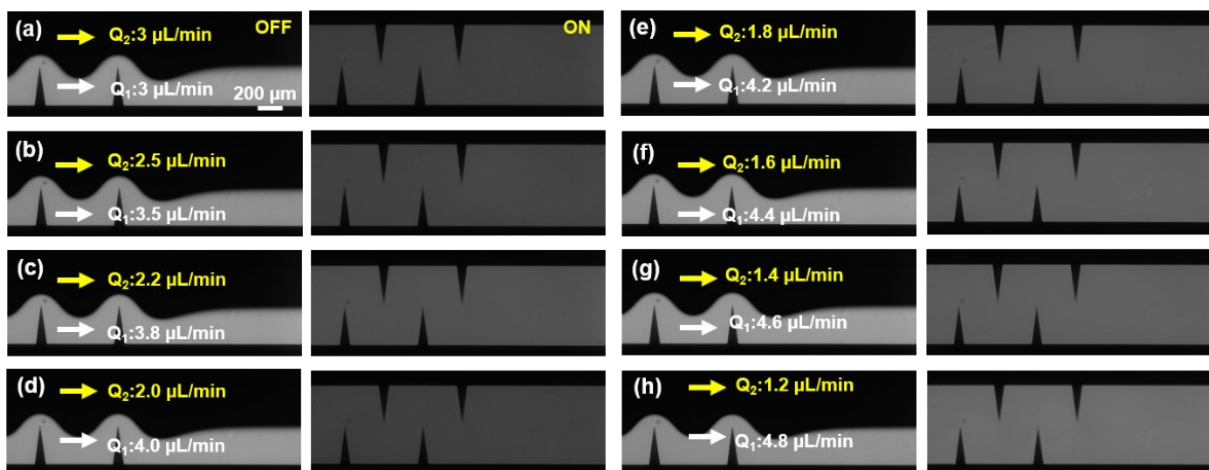 (a) Q₂:3 µL/min OFF ON
Q₁:3 µL/min
200 µm
(b) Q₂:2.5 µL/min
Q₁:3.5 µL/min
(c) Q₂:2.2 µL/min
Q₁:3.8 µL/min
(d) Q₂:2.0 µL/min
Q₁:4.0 µL/min
(e) Q₂:1.8 µL/min
Q₁:4.2 µL/min
(f) Q₂:1.6 µL/min
Q₁:4.4 µL/min
(g) Q₂:1.4 µL/min
Q₁:4.6 µL/min
(h) Q₂:1.2 µL/min
Q₁:4.8 µL/min